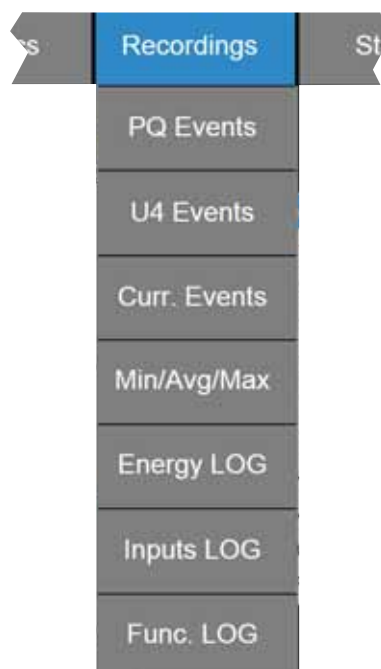 Recordings
PQ Events
U4 Events
Curr. Events
Min/Avg/Max
Energy LOG
Inputs LOG
Func. LOG